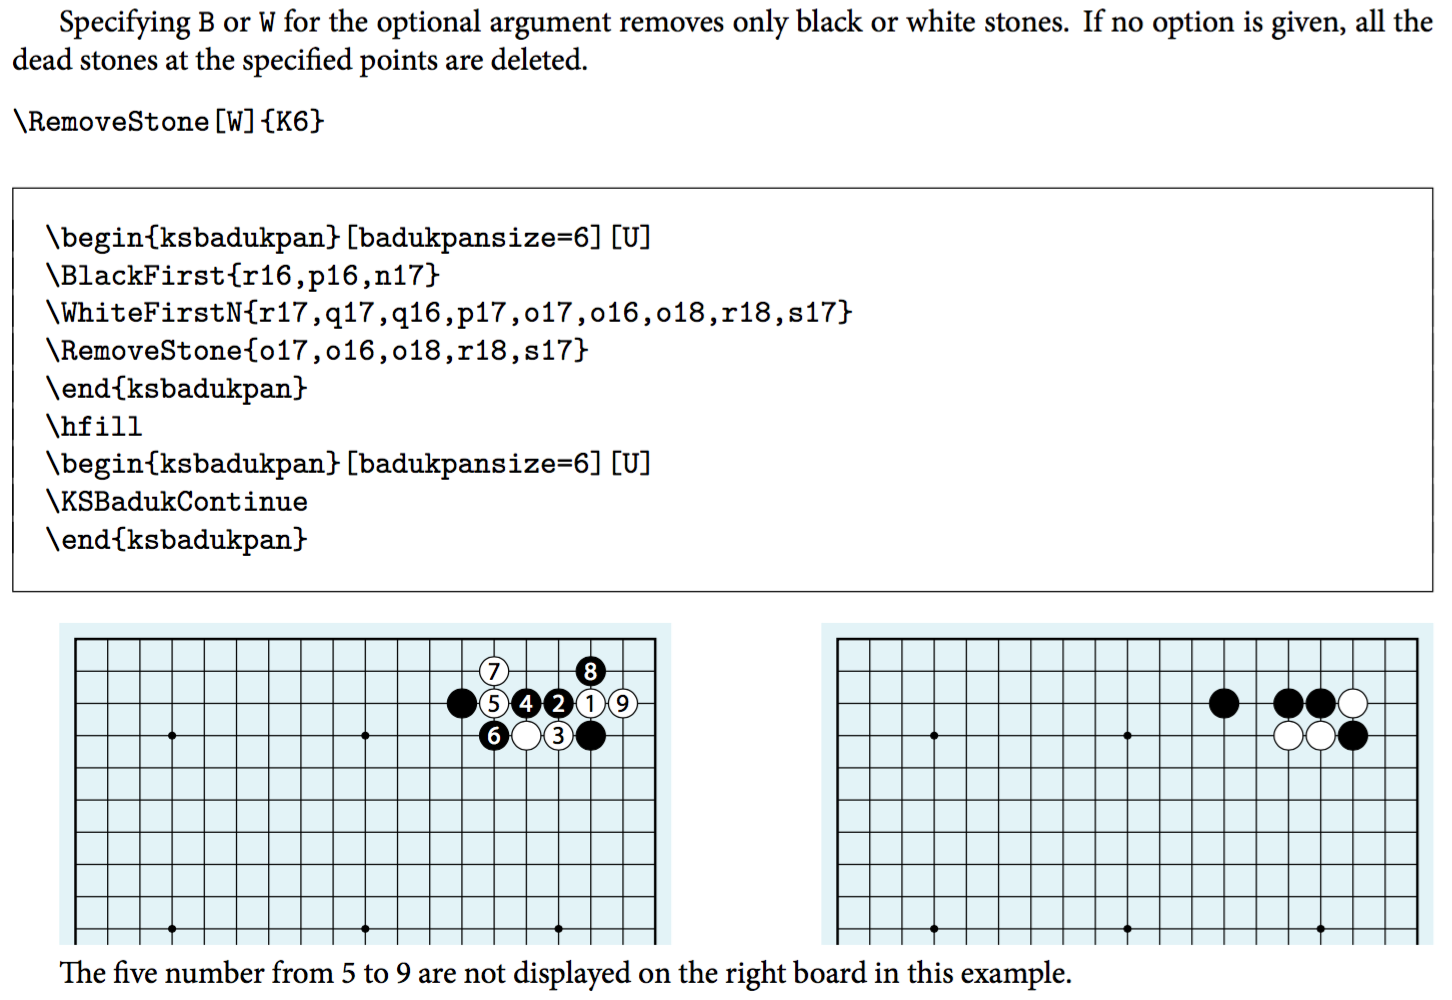 Specifying B or W for the optional argument removes only black or white stones. If no option is given, all the
dead stones at the specified points are deleted.
\RemoveStone[W]{K6}
\begin{ksbadukpan}[badukpansize=6][U]
\BlackFirst{r16,p16,n17}
\WhiteFirstN{r17,q17,q16,p17,o17,o16,o18,r18,s17}
\RemoveStone{o17,o16,o18,r18,s17}
\end{ksbadukpan}
\hfill
\begin{ksbadukpan}[badukpansize=6][U]
\KSBadukContinue
\end{ksbadukpan}
7 8
5 4 2 1 9
6 3
The five number from 5 to 9 are not displayed on the right board in this example.